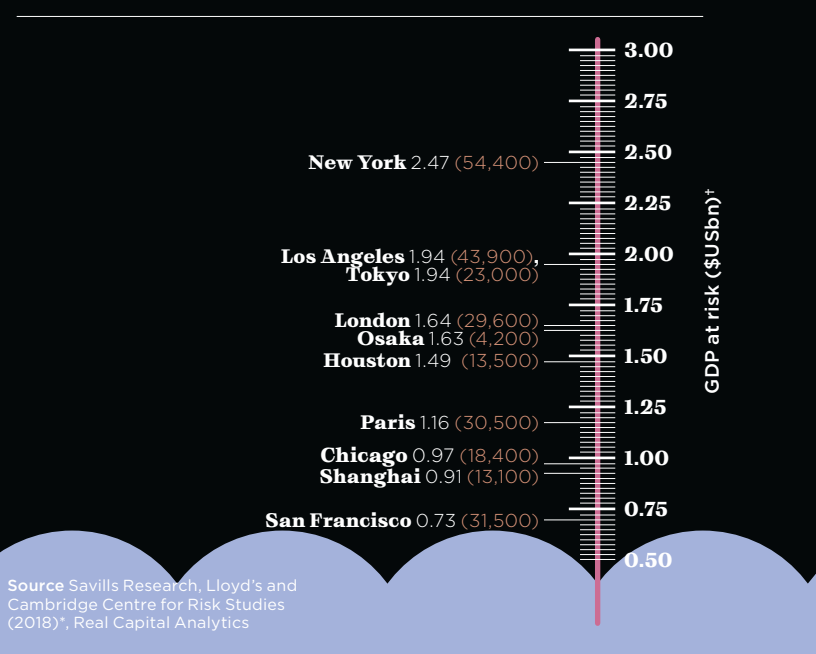 3.00
2.75
2.50
New York 2.47 (54,400)
2.25
Los Angeles 1.94 (43,900),
2.00
Tokyo 1.94 (23,000)
1.75
London 1.64 (29,600)
Osaka 1.63 (4,200)
Houston 1.49 (13,500)
1.50
1.25
Paris 1.16 (30,500)
Chicago 0.97 (18,400)
1.00
Shanghai 0.91 (13,100)
0.75
San Francisco 0.73 (31,500)
0.50
GDP at risk ($USbn)†
Source Savills Research, Lloyd's and
Cambridge Centre for Risk Studies
(2018)*, Real Capital Analytics